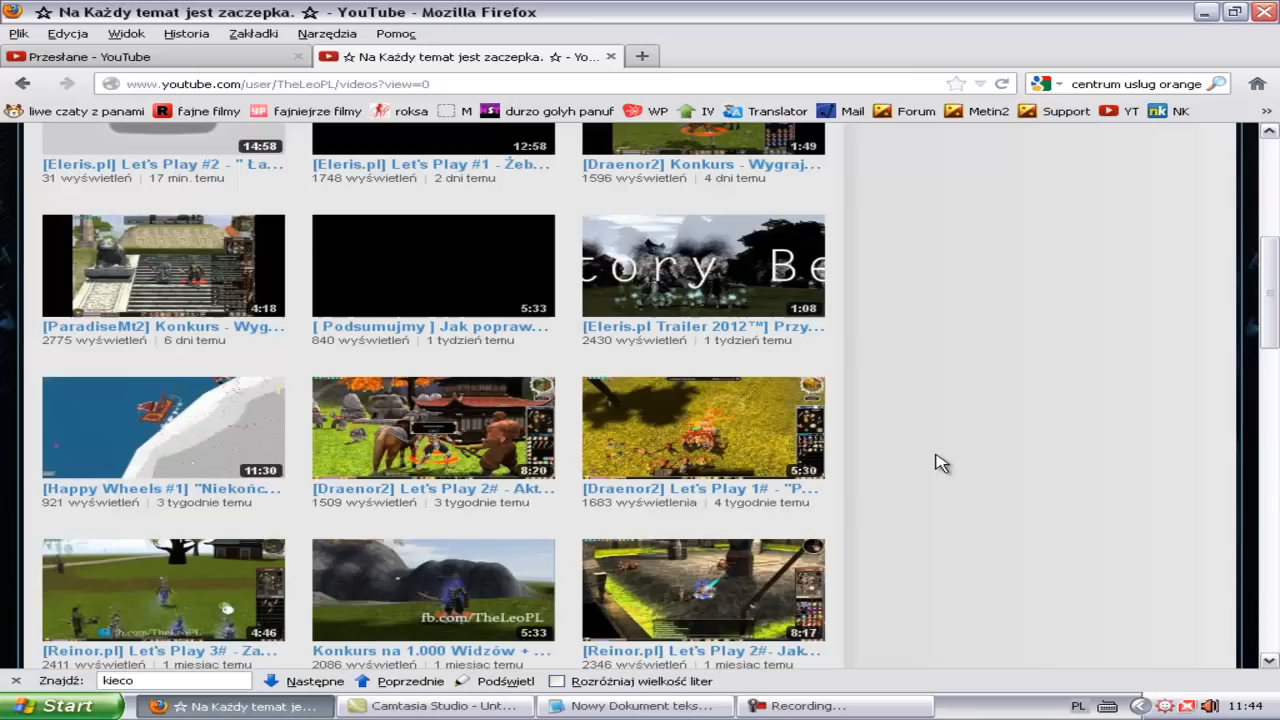 ☆ Na Każdy temat jest zaczepka. ☆ - YouTube - Mozilla Firefox
Plik Edycja Widok Historia Zakładki Narzędzia Pomoc
Przesłane - YouTube × ☆ Na Każdy temat jest zaczepka. ☆ - Yo... × +
www.youtube.com/user/TheLeoPL/videos?view=0 centrum uslug orange
liwe czaty z panami fajne filmy fajniejrze filmy roksa M durzo golyh panuf WP IV Translator Mail Forum Metin2 Support YT NK »
14:58 12:58 1:49
[Eleris.pl] Let's Play #2 - " Ła... [Eleris.pl] Let's Play #1 - Żeb... [Draenor2] Konkurs - Wygraj...
31 wyświetleń | 17 min. temu 1748 wyświetleń | 2 dni temu 1596 wyświetleń | 4 dni temu
tory Be
4:18 5:33 1:08
[ParadiseMt2] Konkurs - Wyg... [ Podsumujmy ] Jak popraw... [Eleris.pl Trailer 2012™] Przy...
2775 wyświetleń | 6 dni temu 840 wyświetleń | 1 tydzień temu 2430 wyświetleń | 1 tydzień temu
11:30 8:20 5:30
[Happy Wheels #1] "Niekońc... [Draenor2] Let's Play 2# - Akt... [Draenor2] Let's Play 1# - "P...
921 wyświetleń | 3 tygodnie temu 1509 wyświetleń | 3 tygodnie temu 1683 wyświetlenia | 4 tygodnie temu
fb.com/TheLeoPL fb.com/TheLeoPL
4:46 5:33 8:17
[Reinor.pl] Let's Play 3# - Za... Konkurs na 1.000 Widzów + ... [Reinor.pl] Let's Play 2#- Jak...
2411 wyświetleń | 1 miesiąc temu 2086 wyświetleń | 1 miesiąc temu 2346 wyświetleń | 1 miesiąc temu
× Znajdź: kieco Następne Poprzednie Podświetl Rozróżniaj wielkość liter
Start ☆ Na Każdy temat je... Camtasia Studio - Unt... Nowy Dokument teks... Recording... PL 11:44